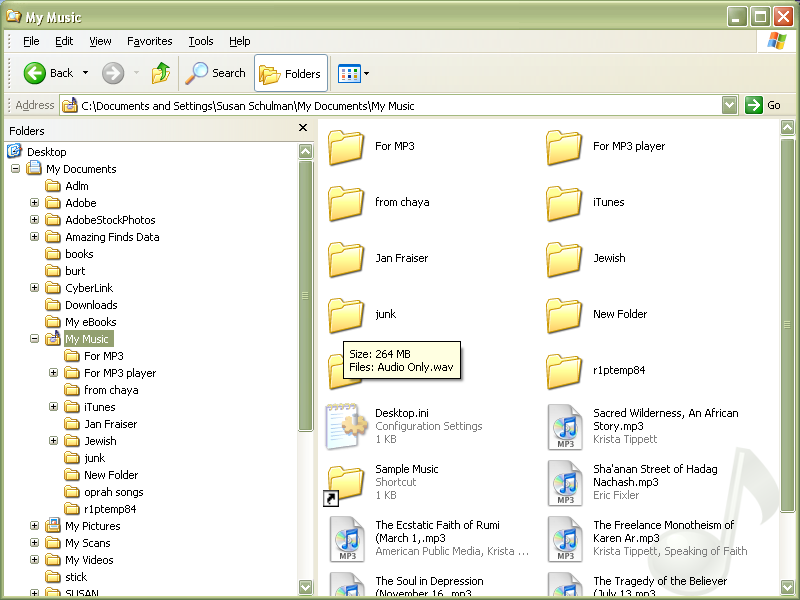 My Music
File Edit View Favorites Tools Help
Back Search Folders
Address C:\Documents and Settings\Susan Schulman\My Documents\My Music Go
Folders
Desktop
My Documents
Adlm
Adobe
AdobeStockPhotos
Amazing Finds Data
books
burt
CyberLink
Downloads
My eBooks
My Music
For MP3
For MP3 player
from chaya
iTunes
Jan Fraiser
Jewish
junk
New Folder
oprah songs
r1ptemp84
My Pictures
My Scans
My Videos
stick
SUSAN
For MP3
For MP3 player
from chaya
iTunes
Jan Fraiser
Jewish
junk
New Folder
Size: 264 MB
Files: Audio Only.wav
r1ptemp84
Desktop.ini
Configuration Settings
1 KB
MP3
Sacred Wilderness, An African
Story.mp3
Krista Tippett
Sample Music
Shortcut
1 KB
MP3
Sha'anan Street of Hadag
Nachash.mp3
Eric Fixler
MP3
The Ecstatic Faith of Rumi
(March 1,.mp3
American Public Media, Krista ...
MP3
The Freelance Monotheism of
Karen Ar.mp3
Krista Tippett, Speaking of Faith
The Soul in Depression
(November 16,.mp3
The Tragedy of the Believer
(July 13.mp3